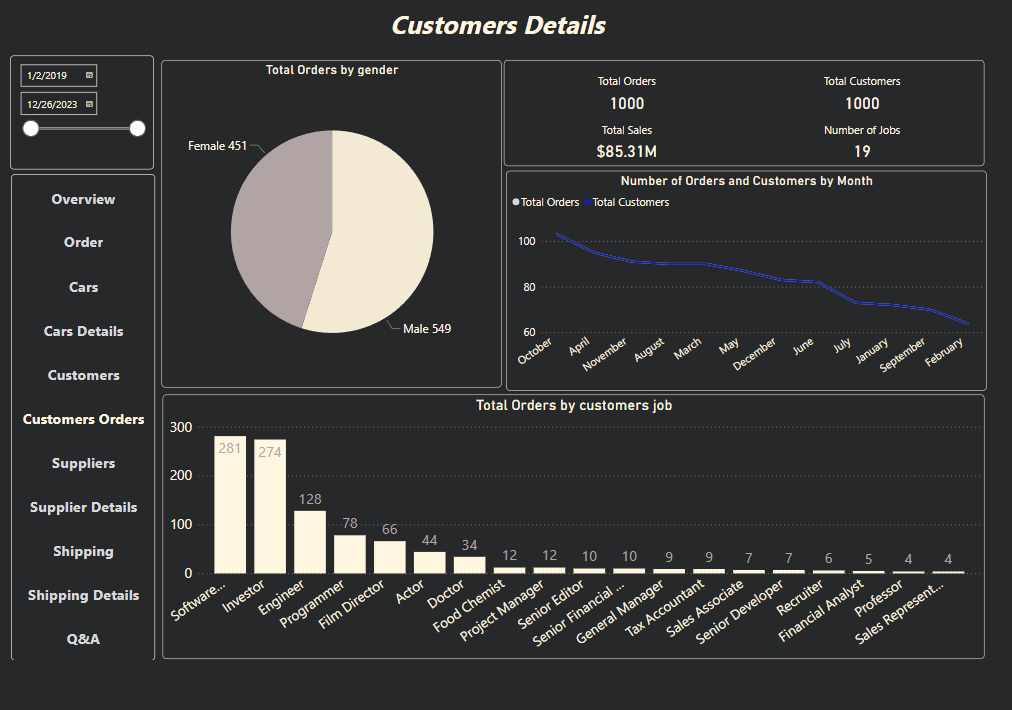 Customers Details
1/2/2019
12/26/2023
Overview
Order
Cars
Cars Details
Customers
Customers Orders
Suppliers
Supplier Details
Shipping
Shipping Details
Q&A
Total Orders by gender
Female 451
Male 549
Total Orders Total Customers
1000 1000
Total Sales Number of Jobs
$85.31M 19
Number of Orders and Customers by Month
Total Orders Total Customers
100
80
60
October April November August March May December June July January September February
Total Orders by customers job
300
200
100
0
281 274 128 78 66 44 34 12 12 10 10 9 9 7 7 6 5 4 4
Software... Investor Engineer Programmer Film Director Actor Doctor Food Chemist Project Manager Senior Editor Senior Financial ... General Manager Tax Accountant Sales Associate Senior Developer Recruiter Financial Analyst Professor Sales Represent...